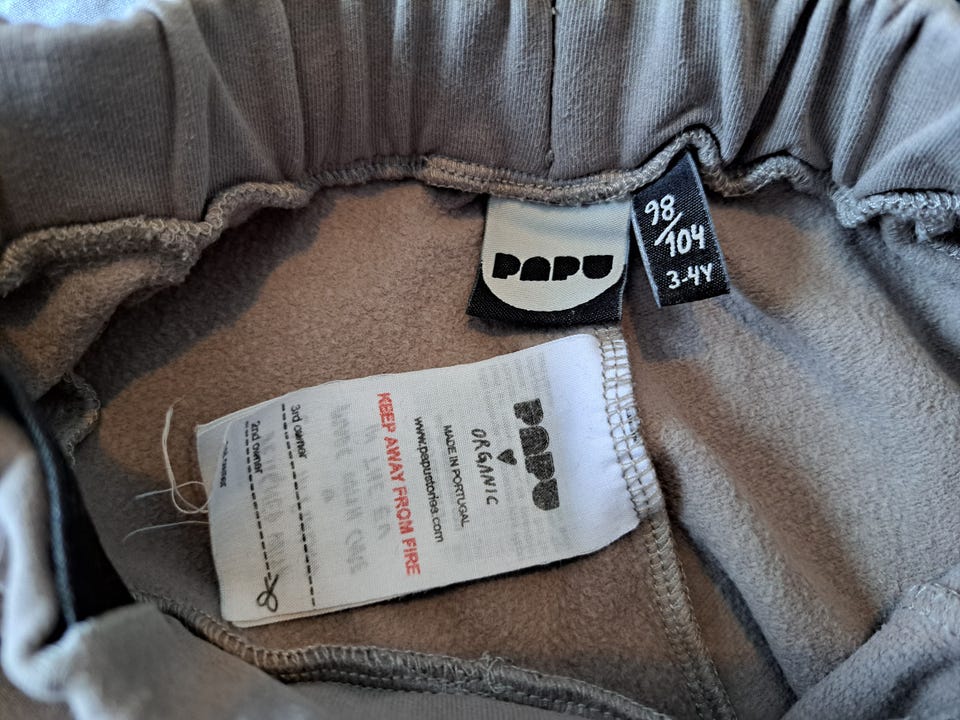 PAPU
98/104
3-4Y
PAPU
ORGANIC
MADE IN PORTUGAL
www.papustories.com
KEEP AWAY FROM FIRE
3rd owner
2nd owner